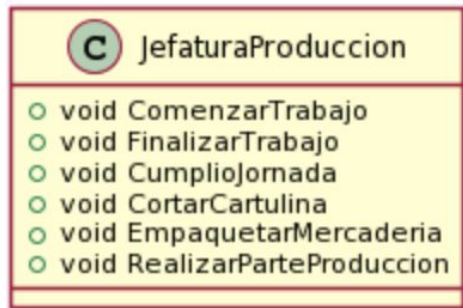 C JefaturaProduccion
void ComenzarTrabajo
void FinalizarTrabajo
void CumplioJornada
void CortarCartulina
void EmpaquetarMercaderia
void RealizarParteProduccion